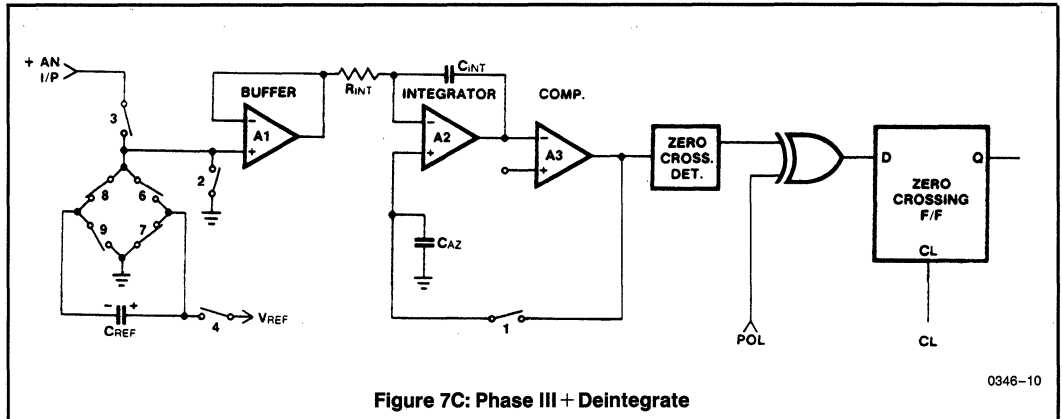 + AN
I/P
3
2
8
6
9
7
- +
CREF
4
VREF
BUFFER
-
A1
+
RINT
CINT
INTEGRATOR
-
A2
+
CAZ
1
COMP.
-
A3
+
ZERO
CROSS.
DET.
POL
D Q
ZERO
CROSSING
F/F
CL
CL
0346-10
Figure 7C: Phase III + Deintegrate